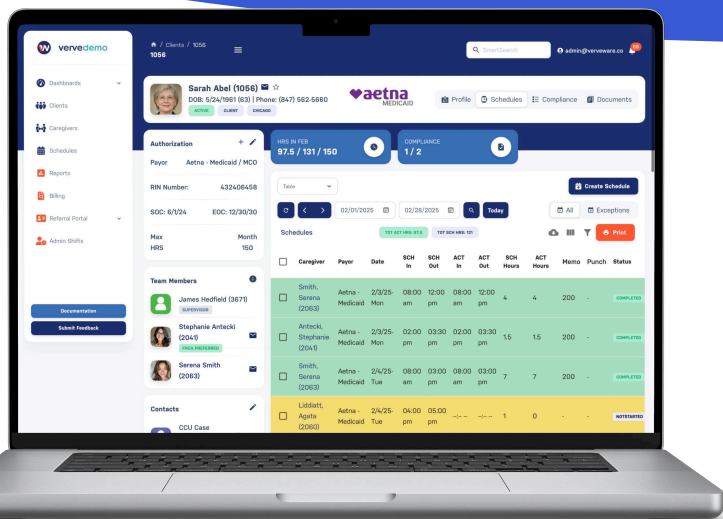 vervedemo
/ Clients / 1056
1056
SmartSearch
admin@verveware.co
Dashboards
Clients
Caregivers
Schedules
Reports
Billing
Referral Portal
Admin Shifts
Documentation
Submit Feedback
Sarah Abel (1056)
DOB: 5/24/1961 (63) | Phone: (847) 562-5660
ACTIVE CLIENT CHICAGO
aetna
MEDICAID
Profile Schedules Compliance Documents
Authorization
Payor Aetna - Medicaid / MCO
RIN Number: 432406458
SOC: 6/1/24 EOC: 12/30/30
Max Month
HRS 150
Team Members
James Hedfield (3671)
SUPERVISOR
Stephanie Antecki
(2041)
Serena Smith
(2063)
Contacts
CCU Case
HRS IN FEB
97.5 / 131 / 150
COMPLIANCE
1 / 2
Table
Create Schedule
02/01/2025 02/28/2025 Today All Exceptions
Schedules TOT ACT HRS: 97.5 TOT SCH HRS: 131 Print
Caregiver Payor Date SCH In SCH Out ACT In ACT Out SCH Hours ACT Hours Memo Punch Status
Smith,
Serena
(2063)
Aetna - Medicaid 2/3/25- Mon 08:00 am 12:00 pm 08:00 am 12:00 pm 4 4 200 - COMPLETED
Antecki,
Stephanie
(2041)
Aetna - Medicaid 2/3/25- Mon 02:00 pm 03:30 pm 02:00 pm 03:30 pm 1.5 1.5 - - COMPLETED
Smith,
Serena
(2063)
Aetna - Medicaid 2/4/25- Tue 08:00 am 03:00 pm 08:00 am 03:00 pm 7 7 200 - COMPLETED
Liddiatt,
Agata
(2060)
Aetna - Medicaid 2/4/25- Tue 04:00 pm 05:00 pm --:-- --:-- 1 0 - - NOTSTARTED